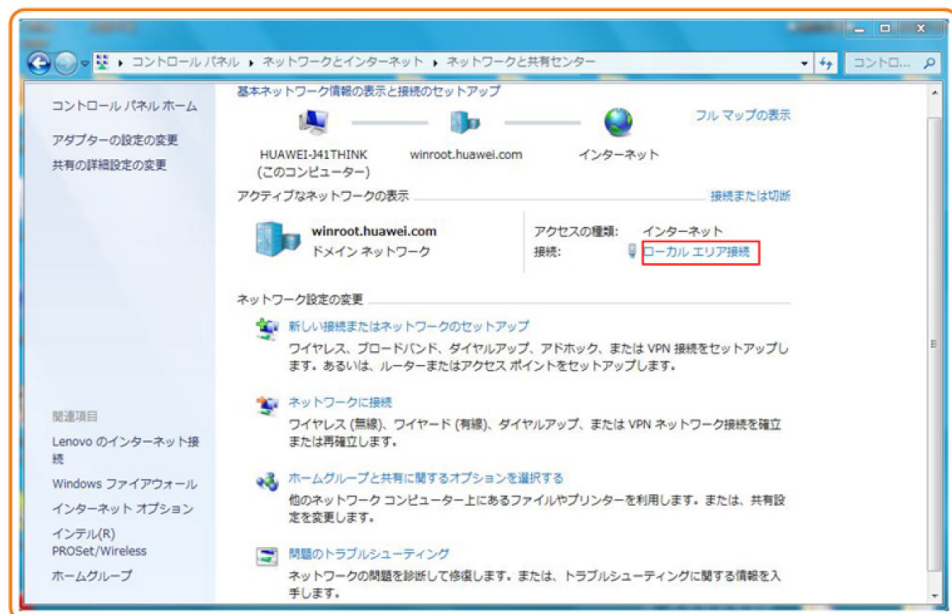 コントロール パネル ▸ ネットワークとインターネット ▸ ネットワークと共有センター
コントロ...
コントロール パネル ホーム
アダプターの設定の変更
共有の詳細設定の変更
基本ネットワーク情報の表示と接続のセットアップ
フル マップの表示
HUAWEI-J41THINK
(このコンピューター)
winroot.huawei.com
インターネット
アクティブなネットワークの表示
接続または切断
winroot.huawei.com
ドメイン ネットワーク
アクセスの種類: インターネット
接続: ローカル エリア接続
ネットワーク設定の変更
新しい接続またはネットワークのセットアップ
ワイヤレス、ブロードバンド、ダイヤルアップ、アドホック、または VPN 接続をセットアップし
ます。あるいは、ルーターまたはアクセス ポイントをセットアップします。
ネットワークに接続
ワイヤレス (無線)、ワイヤード (有線)、ダイヤルアップ、または VPN ネットワーク接続を確立
または再確立します。
ホームグループと共有に関するオプションを選択する
他のネットワーク コンピューター上にあるファイルやプリンターを利用します。または、共有設
定を変更します。
問題のトラブルシューティング
ネットワークの問題を診断して修復します。または、トラブルシューティングに関する情報を入
手します。
関連項目
Lenovo のインターネット接
続
Windows ファイアウォール
インターネット オプション
インテル(R)
PROSet/Wireless
ホームグループ